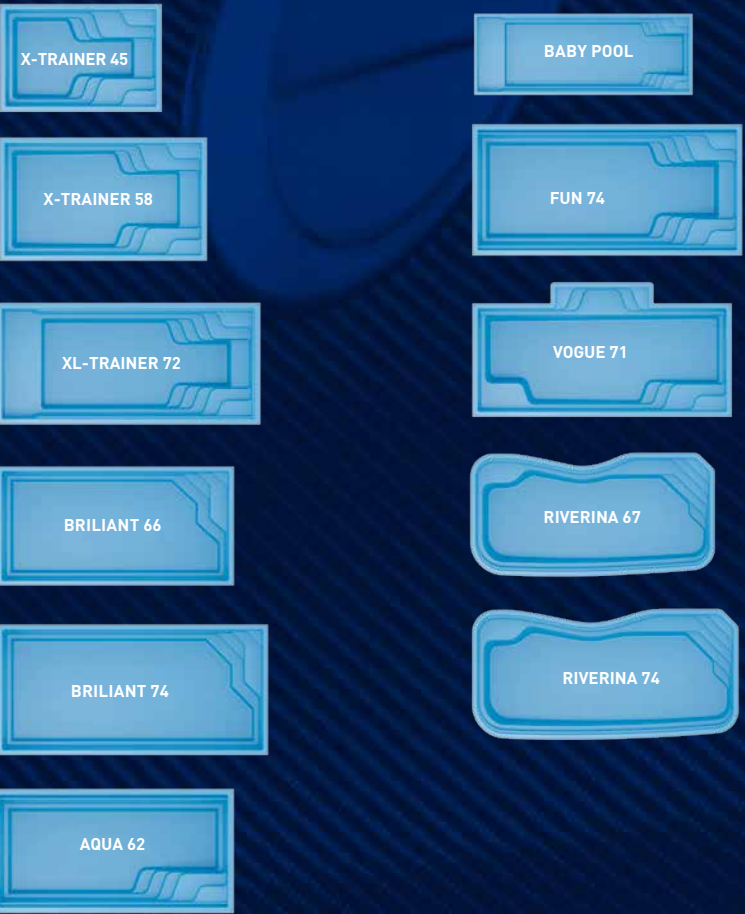 X-TRAINER 45
X-TRAINER 58
XL-TRAINER 72
BRILIANT 66
BRILIANT 74
AQUA 62
BABY POOL
FUN 74
VOGUE 71
RIVERINA 67
RIVERINA 74